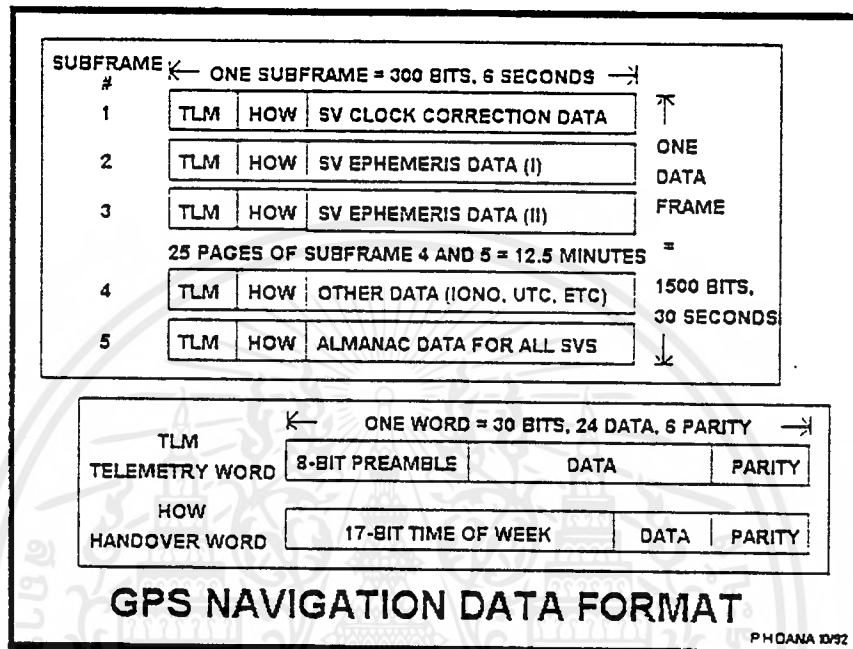 SUBFRAME #
ONE SUBFRAME = 300 BITS, 6 SECONDS
1 TLM HOW SV CLOCK CORRECTION DATA
2 TLM HOW SV EPHEMERIS DATA (I)
3 TLM HOW SV EPHEMERIS DATA (II)
25 PAGES OF SUBFRAME 4 AND 5 = 12.5 MINUTES
4 TLM HOW OTHER DATA (IONO, UTC, ETC)
5 TLM HOW ALMANAC DATA FOR ALL SVS
ONE
DATA
FRAME
=
1500 BITS,
30 SECONDS
ONE WORD = 30 BITS, 24 DATA, 6 PARITY
TLM
TELEMETRY WORD
8-BIT PREAMBLE DATA PARITY
HOW
HANDOVER WORD
17-BIT TIME OF WEEK DATA PARITY
GPS NAVIGATION DATA FORMAT
P H DANA 10/92